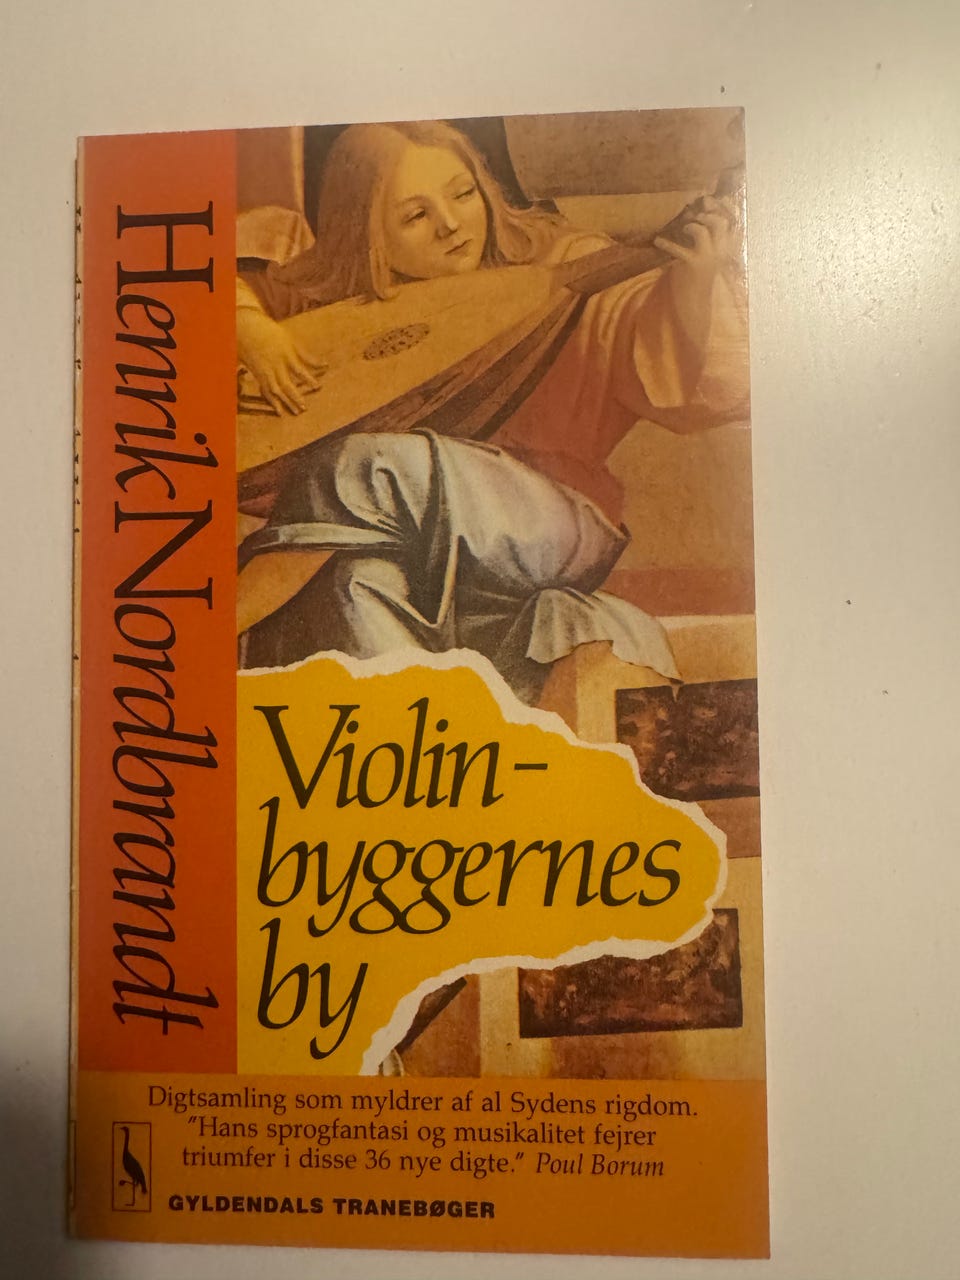 Henrik Nordbrandt
Violin-
byggernes
by
Digtsamling som myldrer af al Sydens rigdom.
"Hans sprogfantasi og musikalitet fejrer
triumfer i disse 36 nye digte." Poul Borum
GYLDENDALS TRANEBØGER